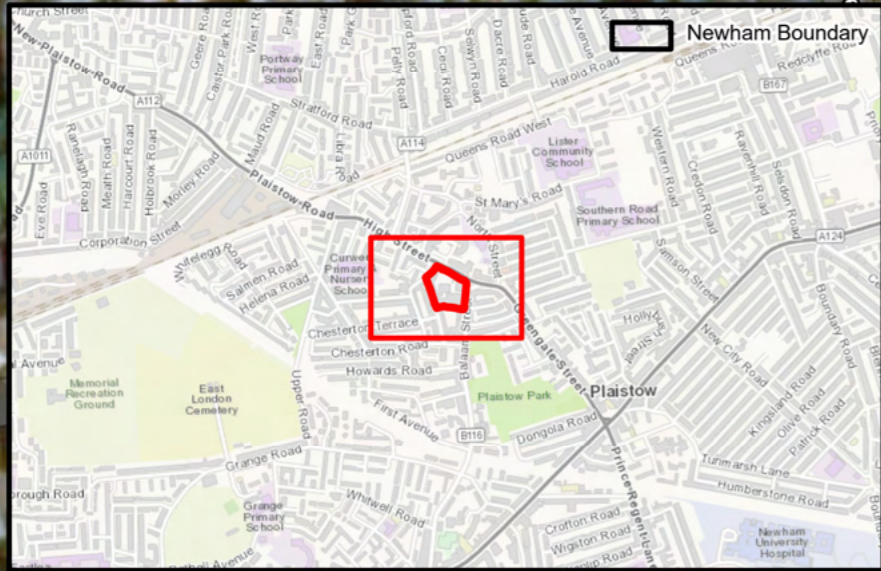 Newham Boundary
Church Street
New-Plaistow-Road
Geere Road
Caistor Park Road
West Road
East Road
Park
Pelly Road
Cecil Road
Selwyn Road
Dacre Road
ude Road
Avenue
Queens Road
Redclyffe Road
Harold Road
B167
Portway
Primary
School
A112
A1011
Stratford Road
A114
Queens Road West
Lister
Community
School
Ranelagh Road
Meath Road
Harcourt Road
Holbrook Road
Eve Road
Maud Road
Morley Road
Plaistow-Road
St Mary's Road
Western Road
Credon Road
Ravenhill Road
Selsdon Road
Southern Road
Primary School
Corporation Street
High-Street
North Street
A124
Whitelegg Road
Salmen Road
Helena Road
Samson Street
Chesterton Terrace
Balaam Street
Greengate-Street
New City Road
Boundary Road
Chesterton Road
Howards Road
Memorial
Recreation
Ground
East
London
Cemetery
Upper Road
First Avenue
Plaistow Park
Plaistow
Kingsland Road
Olive Road
Patrick Road
B116
Dongola Road
Grange Road
Prince-Regent-Lane
Tunmarsh Lane
Humberstone Road
Whitwell Road
Grange
Primary
School
Crofton Road
Wigston Road
Newham
University
Hospital